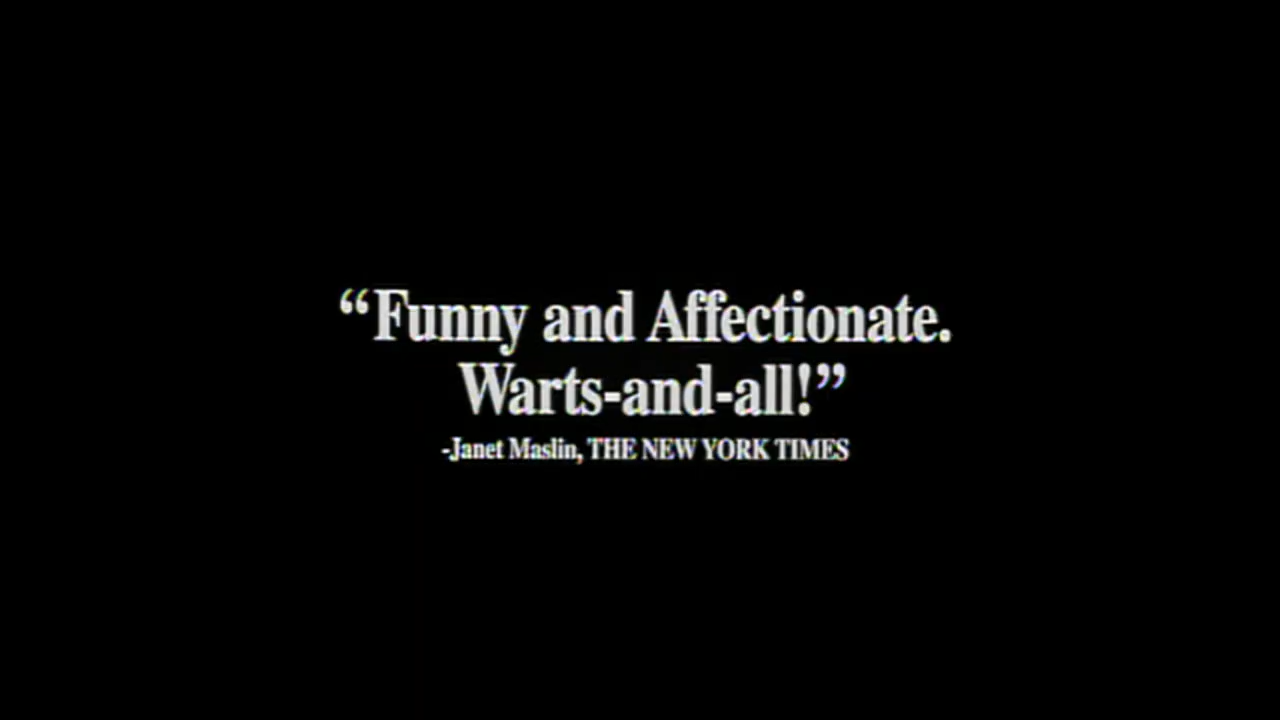 “Funny and Affectionate.
Warts-and-all!”
-Janet Maslin, THE NEW YORK TIMES